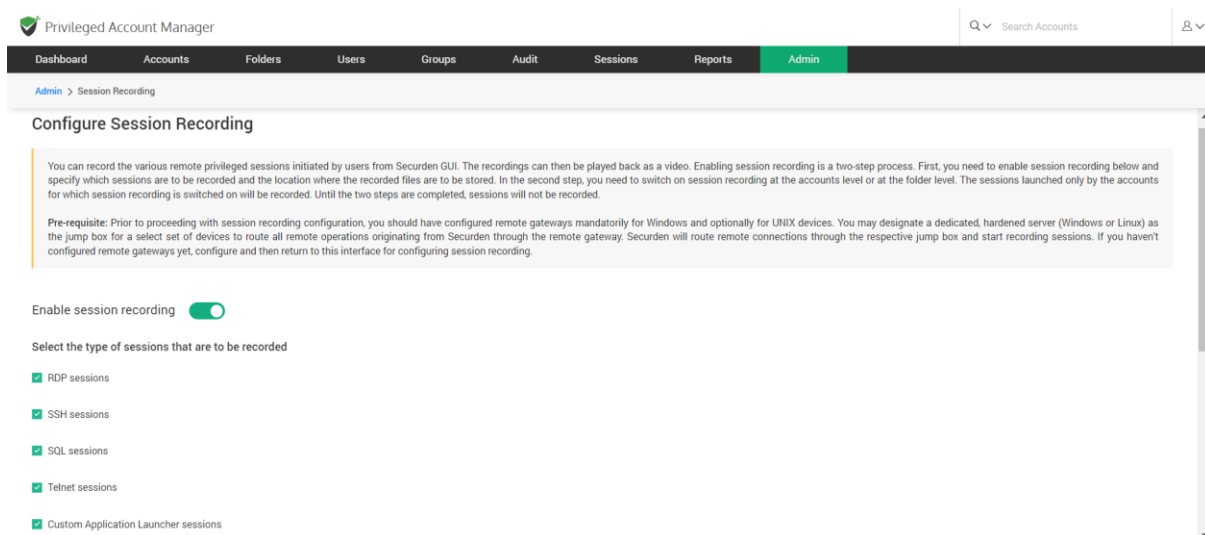 Privileged Account Manager
Search Accounts
Dashboard Accounts Folders Users Groups Audit Sessions Reports Admin
Admin > Session Recording
Configure Session Recording
You can record the various remote privileged sessions initiated by users from Securden GUI. The recordings can then be played back as a video. Enabling session recording is a two-step process. First, you need to enable session recording below and
specify which sessions are to be recorded and the location where the recorded files are to be stored. In the second step, you need to switch on session recording at the accounts level or at the folder level. The sessions launched only by the accounts
for which session recording is switched on will be recorded. Until the two steps are completed, sessions will not be recorded.
Pre-requisite: Prior to proceeding with session recording configuration, you should have configured remote gateways mandatorily for Windows and optionally for UNIX devices. You may designate a dedicated, hardened server (Windows or Linux) as
the jump box for a select set of devices to route all remote operations originating from Securden through the remote gateway. Securden will route remote connections through the respective jump box and start recording sessions. If you haven't
configured remote gateways yet, configure and then return to this interface for configuring session recording.
Enable session recording
Select the type of sessions that are to be recorded
RDP sessions
SSH sessions
SQL sessions
Telnet sessions
Custom Application Launcher sessions